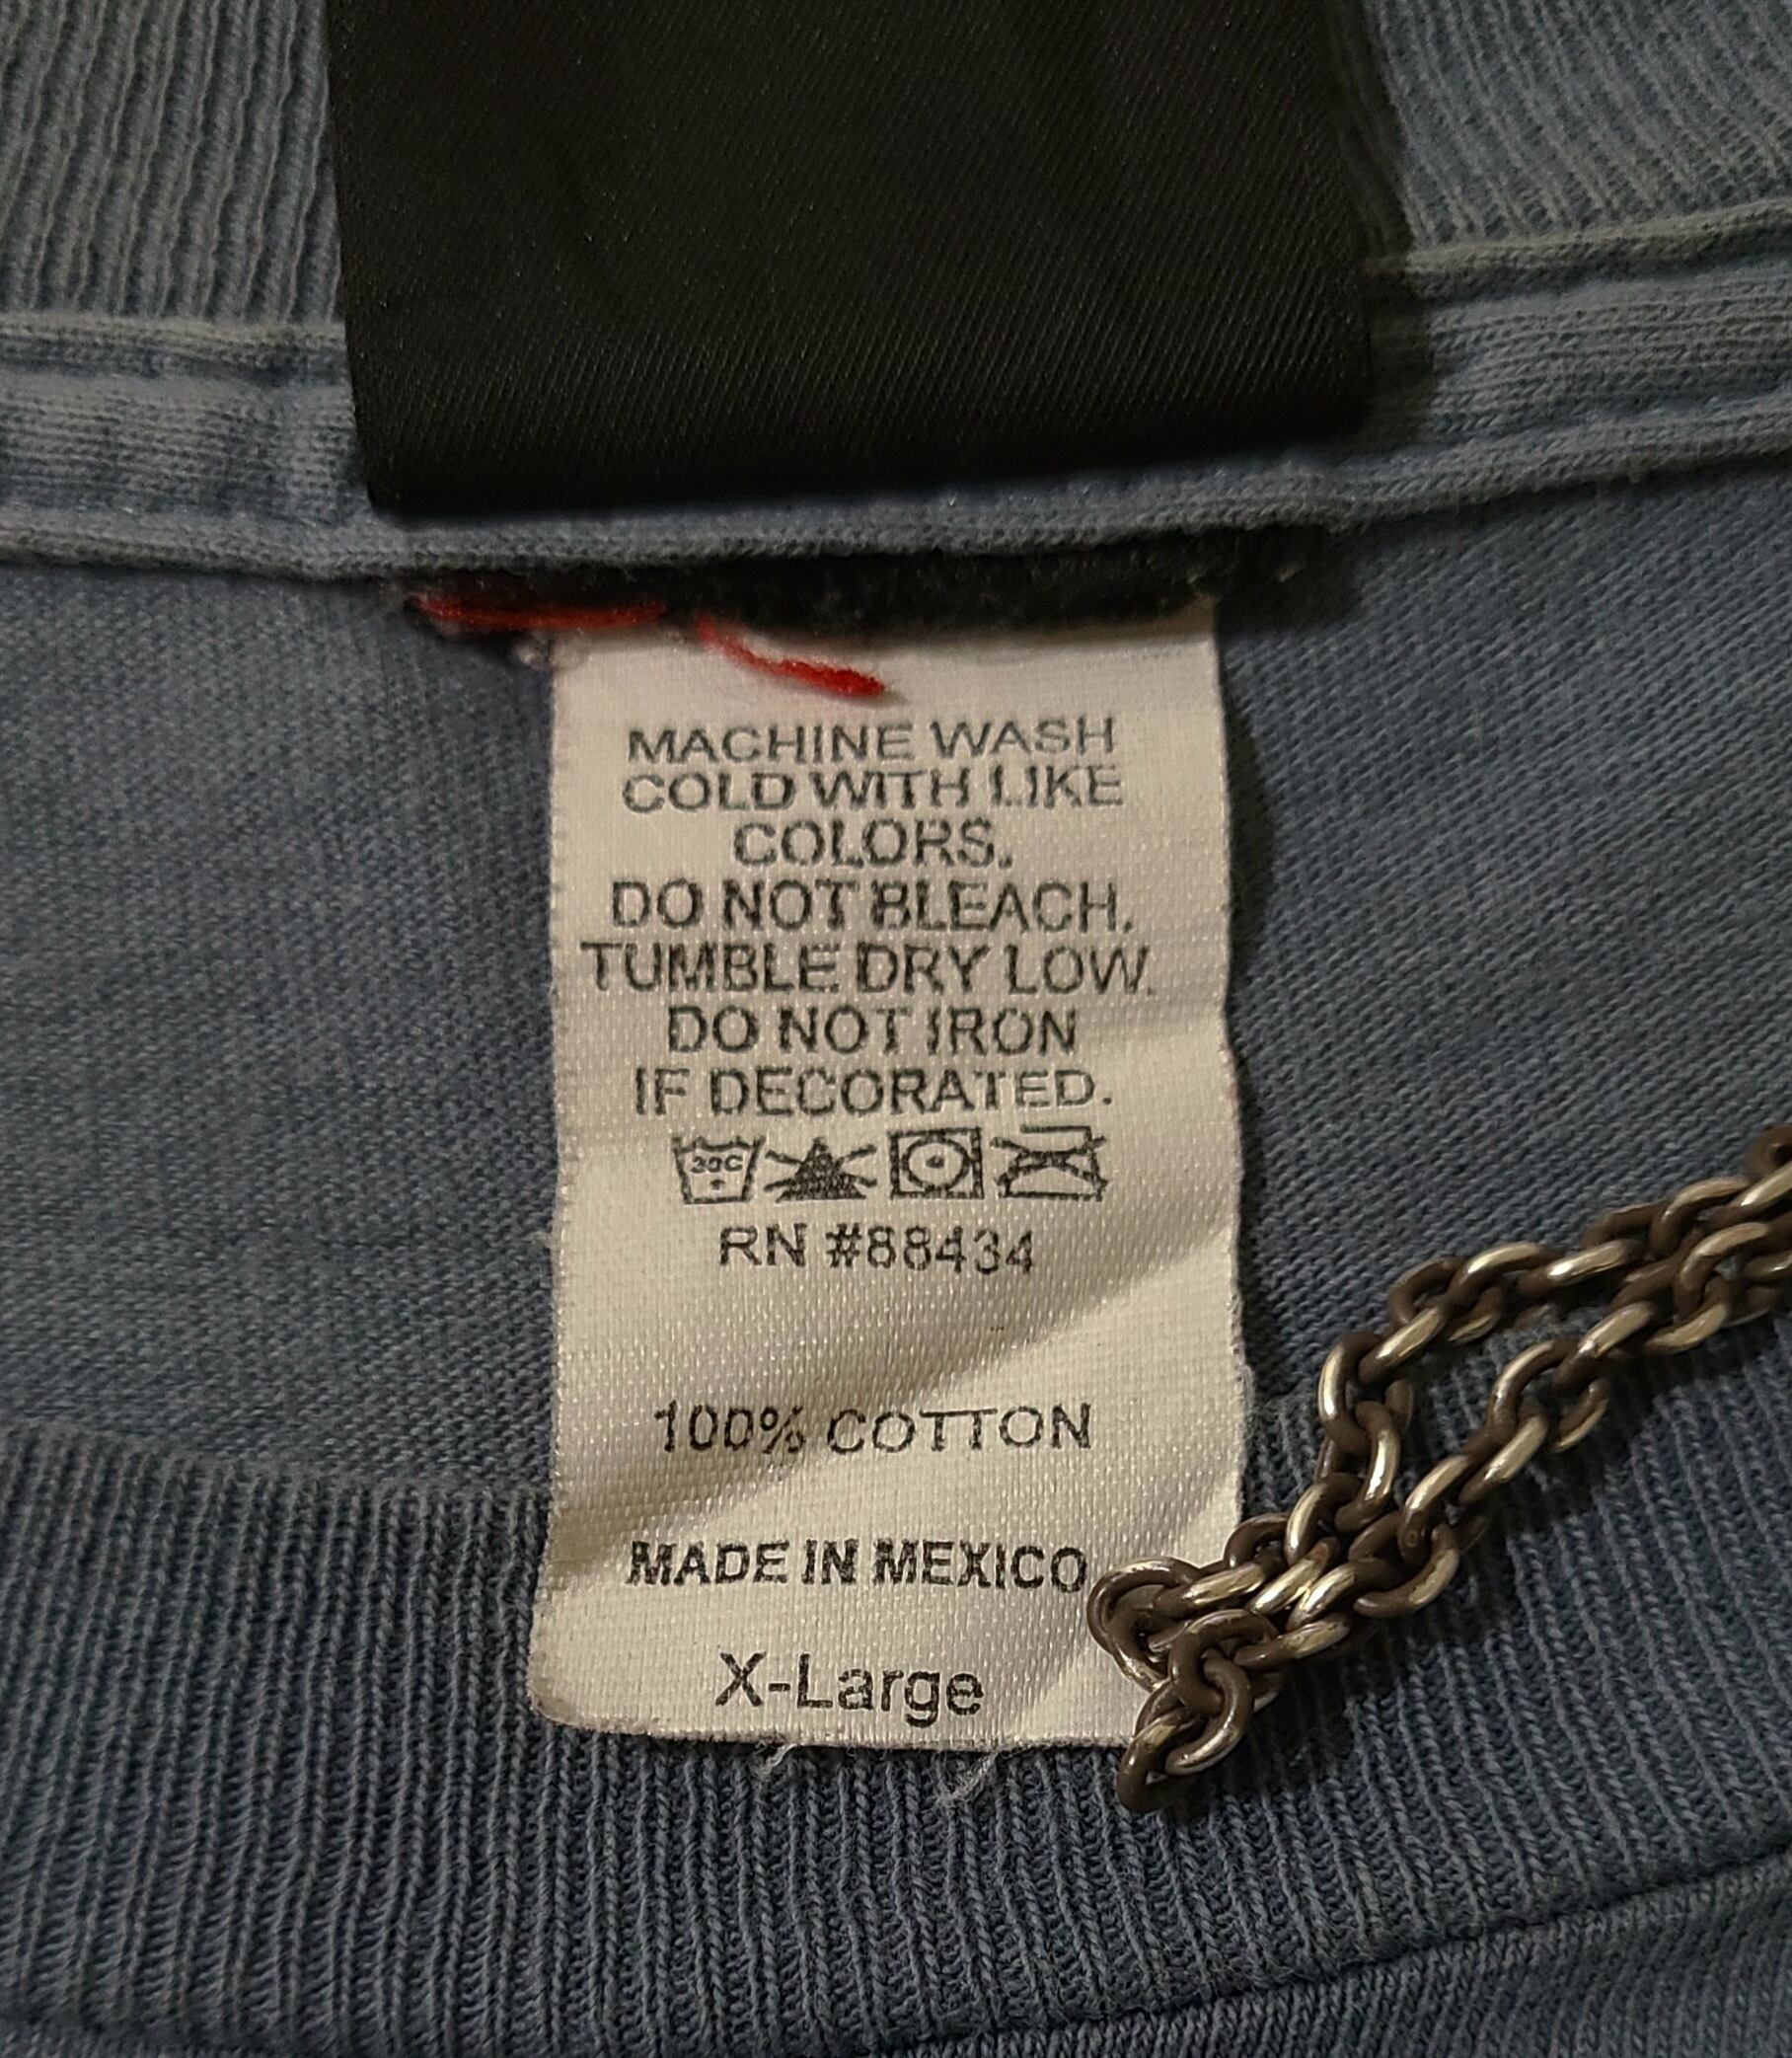 MACHINE WASH
COLD WITH LIKE
COLORS.
DO NOT BLEACH.
TUMBLE DRY LOW.
DO NOT IRON
IF DECORATED.
30C
RN #88434
100% COTTON
MADE IN MEXICO
X-Large